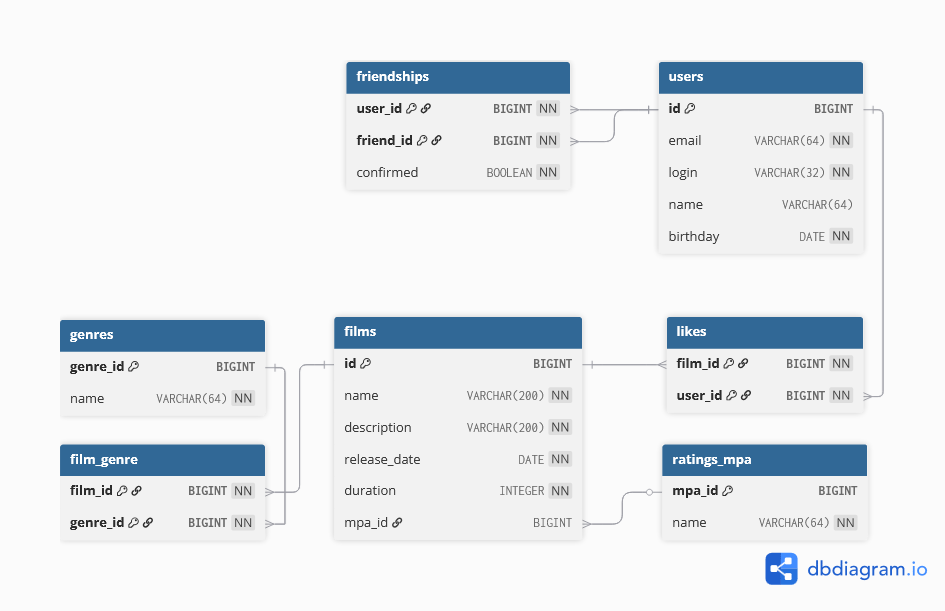 friendships
user_id BIGINT NN
friend_id BIGINT NN
confirmed BOOLEAN NN
users
id BIGINT
email VARCHAR(64) NN
login VARCHAR(32) NN
name VARCHAR(64)
birthday DATE NN
genres
genre_id BIGINT
name VARCHAR(64) NN
films
id BIGINT
name VARCHAR(200) NN
description VARCHAR(200) NN
release_date DATE NN
duration INTEGER NN
mpa_id BIGINT
likes
film_id BIGINT NN
user_id BIGINT NN
film_genre
film_id BIGINT NN
genre_id BIGINT NN
ratings_mpa
mpa_id BIGINT
name VARCHAR(64) NN
dbdiagram.io